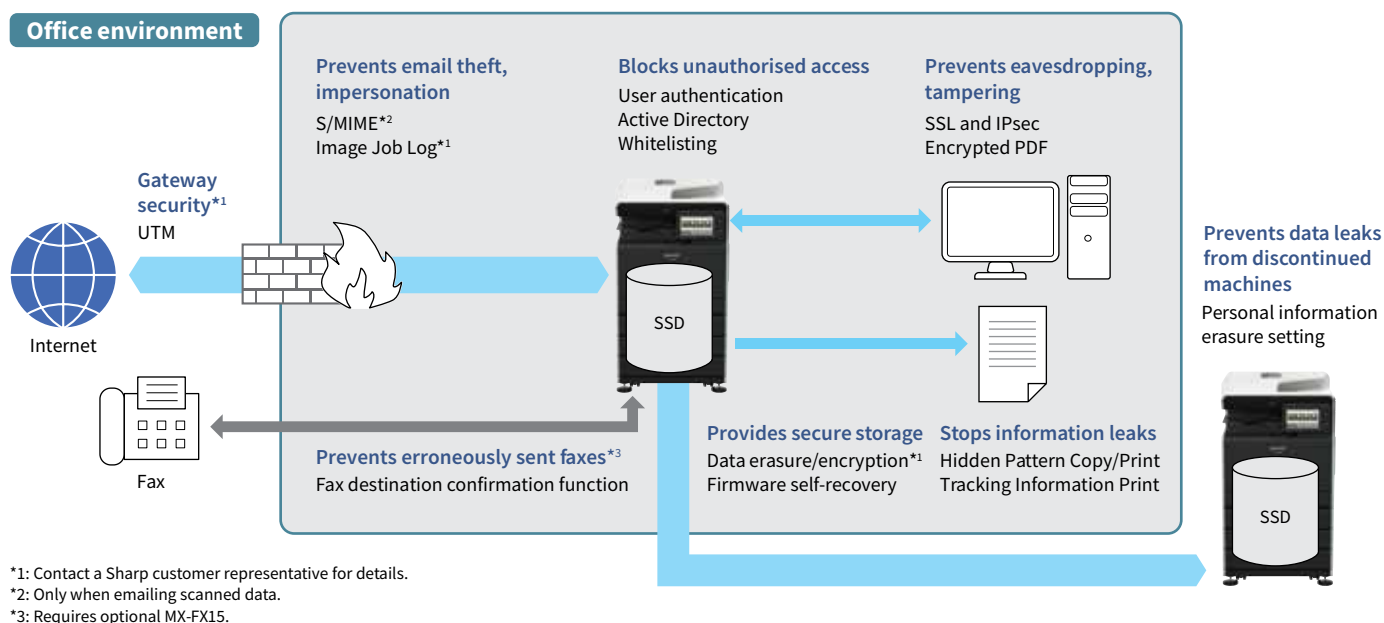 Office environment
Prevents email theft,
impersonation
S/MIME*2
Image Job Log*1
Blocks unauthorised access
User authentication
Active Directory
Whitelisting
Prevents eavesdropping,
tampering
SSL and IPsec
Encrypted PDF
Gateway
security*1
UTM
Internet
SSD
Prevents data leaks
from discontinued
machines
Personal information
erasure setting
Fax
Prevents erroneously sent faxes*3
Fax destination confirmation function
Provides secure storage
Data erasure/encryption*1
Firmware self-recovery
Stops information leaks
Hidden Pattern Copy/Print
Tracking Information Print
SSD
*1: Contact a Sharp customer representative for details.
*2: Only when emailing scanned data.
*3: Requires optional MX-FX15.